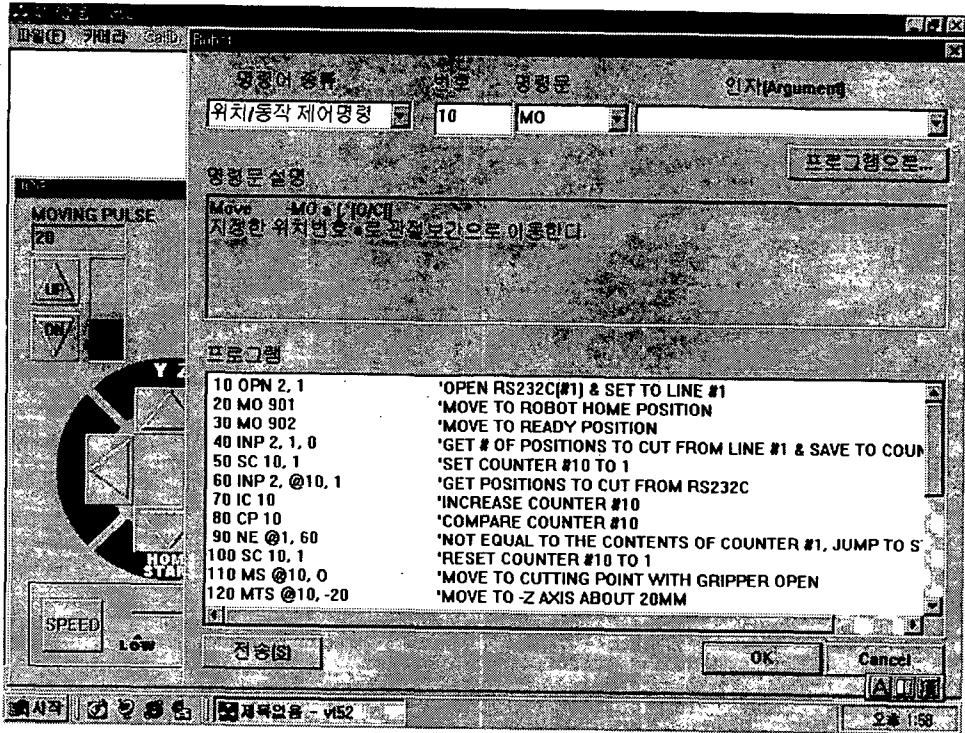 파일(F) 카메라
Robot
명령어 종류 번호 명령문 인자(Argument)
위치/동작 제어명령 10 MO
프로그램으로...
명령문 설명
Move MO a [,[O/C]]
지정한 위치번호 로 관절보간으로 이동한다.
MOVING PULSE
20
UP
DN
Y Z
프로그램
10 OPN 2, 1 'OPEN RS232C(#1) & SET TO LINE #1
20 MO 901 'MOVE TO ROBOT HOME POSITION
30 MO 902 'MOVE TO READY POSITION
40 INP 2, 1, 0 'GET # OF POSITIONS TO CUT FROM LINE #1 & SAVE TO COUN
50 SC 10, 1 'SET COUNTER #10 TO 1
60 INP 2, @10, 1 'GET POSITIONS TO CUT FROM RS232C
70 IC 10 'INCREASE COUNTER #10
80 CP 10 'COMPARE COUNTER #10
90 NE @1, 60 'NOT EQUAL TO THE CONTENTS OF COUNTER #1, JUMP TO S
100 SC 10, 1 'RESET COUNTER #10 TO 1
110 MS @10, O 'MOVE TO CUTTING POINT WITH GRIPPER OPEN
120 MTS @10, -20 'MOVE TO -Z AXIS ABOUT 20MM
HOM
STAR
SPEED
LOW
전송(S)
OK
Cancel
시작
제목없음 - vt52
오후 1:58